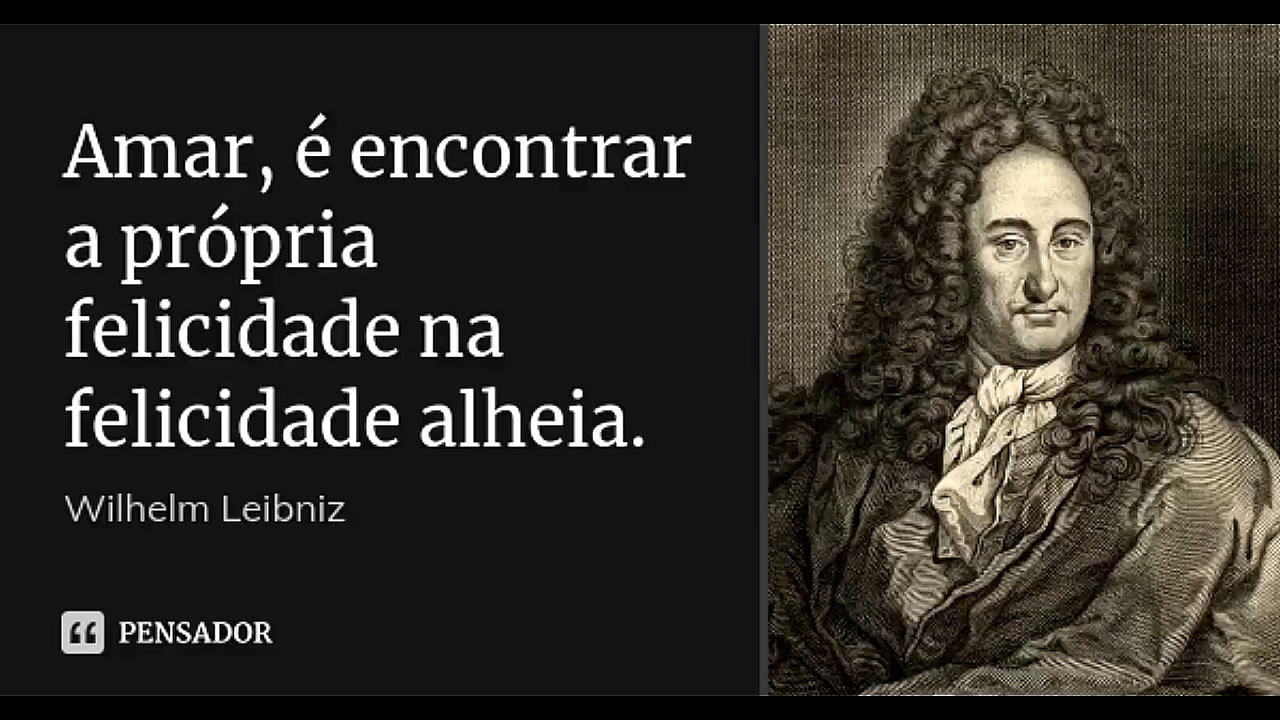 Amar, é encontrar
a própria
felicidade na
felicidade alheia.
Wilhelm Leibniz
PENSADOR